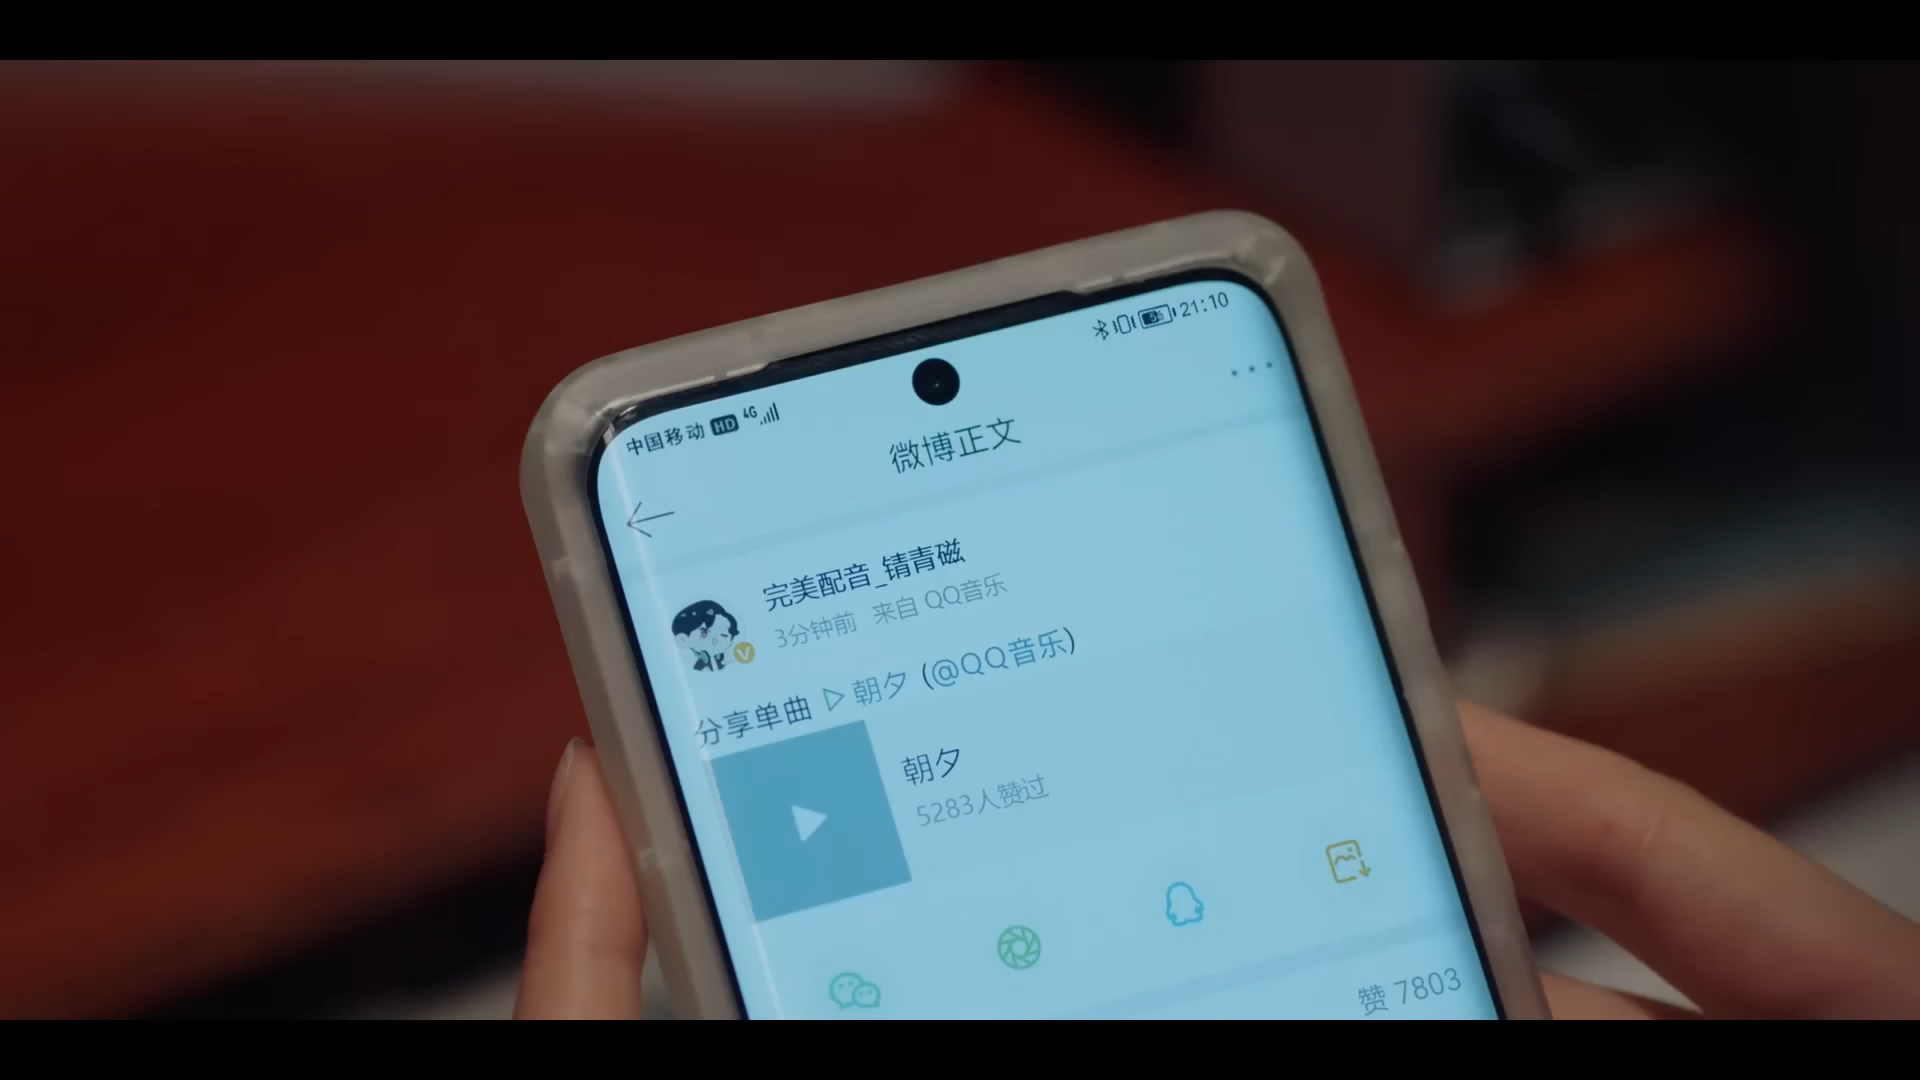 中国移动 HD 4G
21:10
微博正文
完美配音_锖青磁
3分钟前 来自 QQ音乐
分享单曲 ▷ 朝夕 (@QQ音乐)
朝夕
5283人赞过
赞 7803